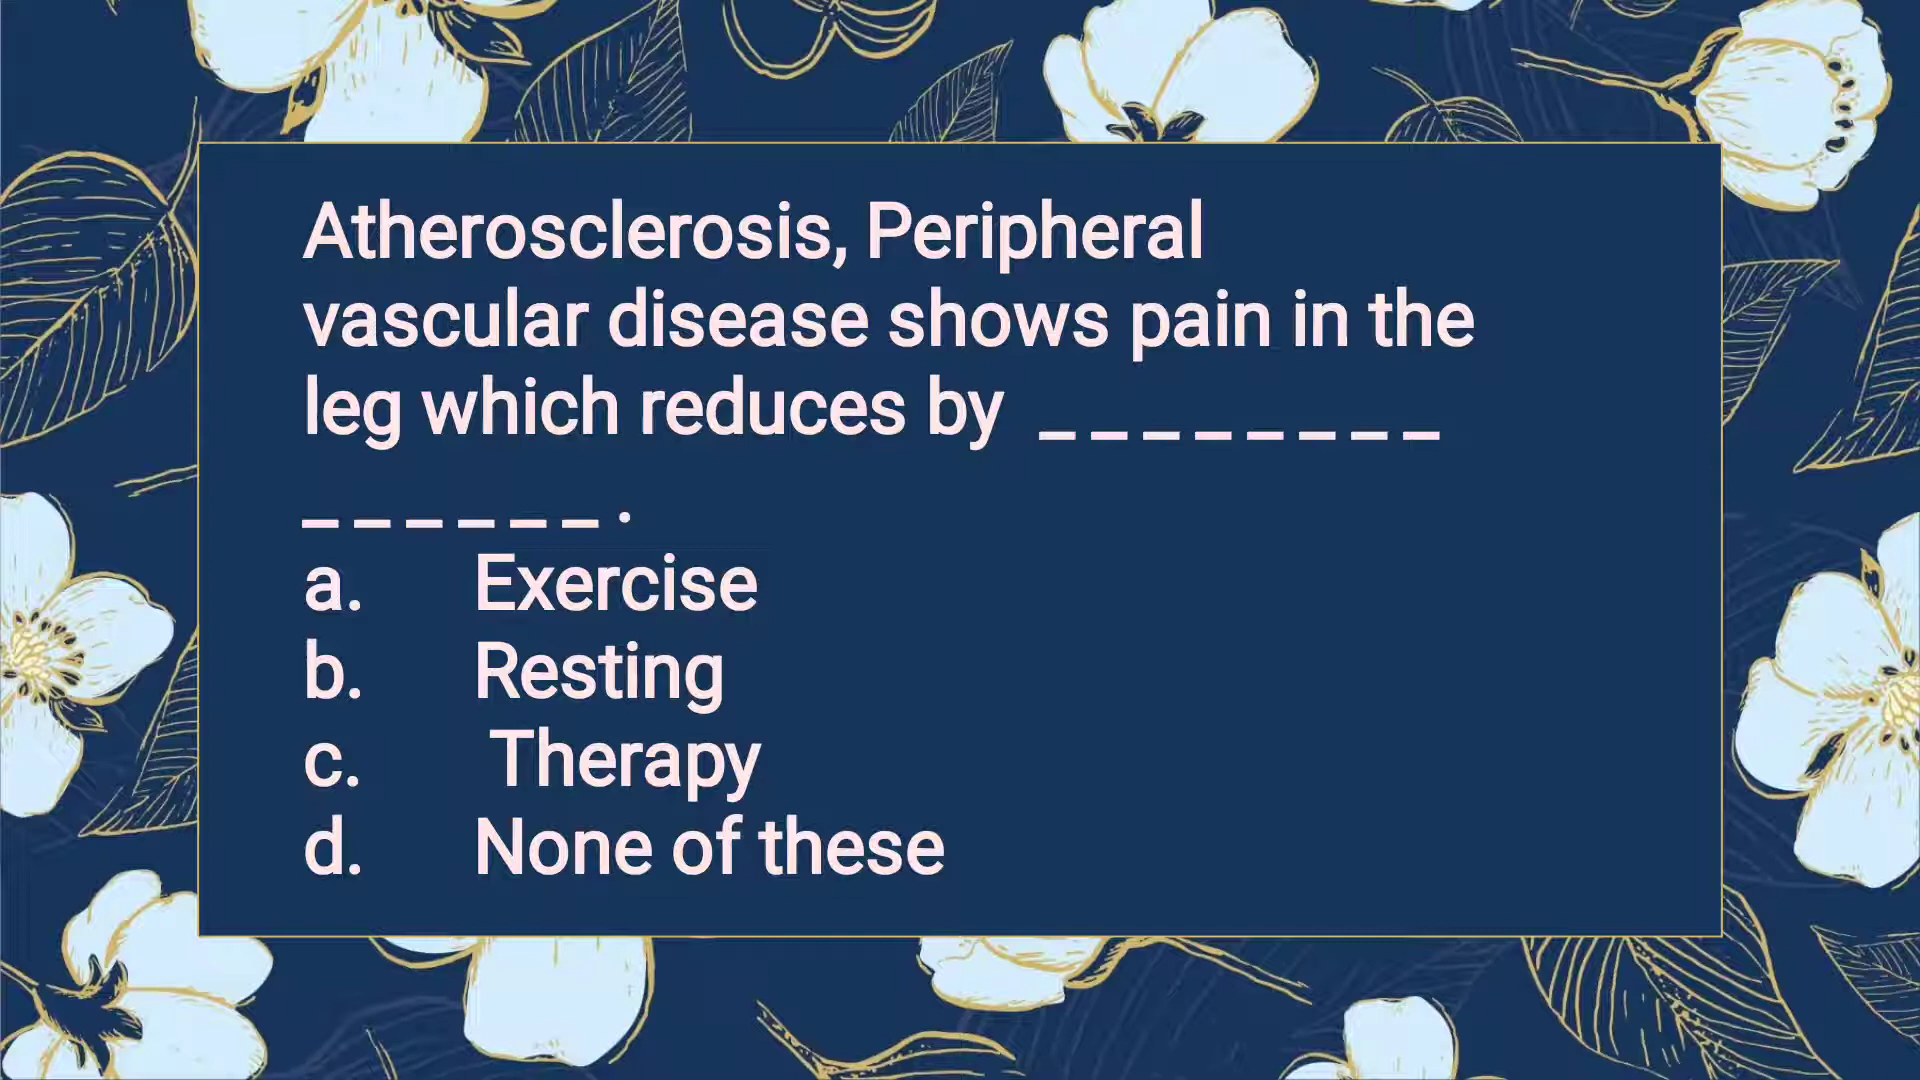 Atherosclerosis, Peripheral
vascular disease shows pain in the
leg which reduces by _ _ _ _ _ _ _ _
_ _ _ _ _ _ .
a. Exercise
b. Resting
c. Therapy
d. None of these